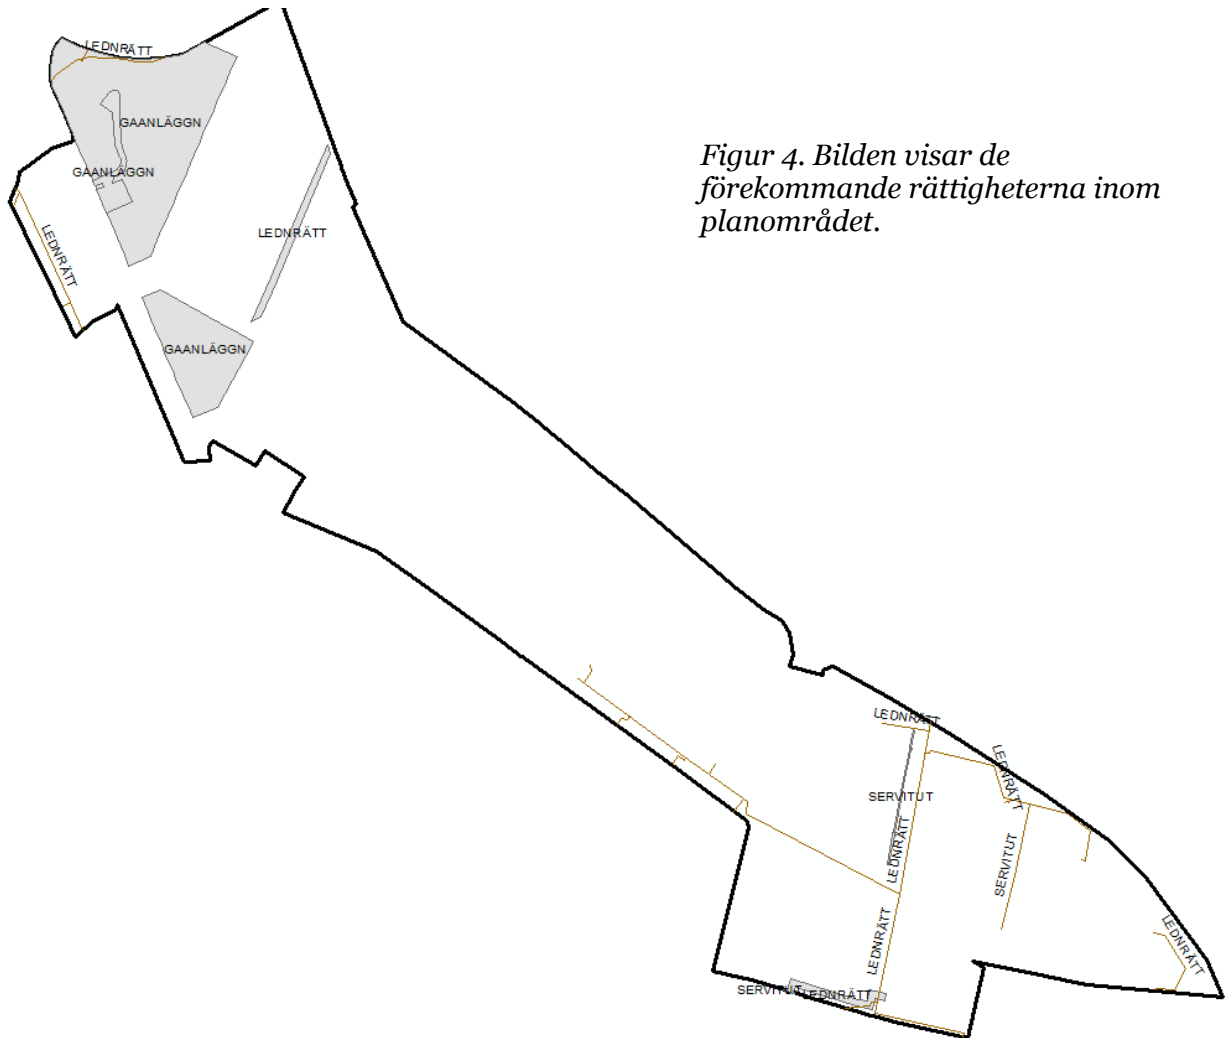 LEDNRÄTT
GAANLÄGGN
GAANLÄGGN
LEDNRÄTT
LEDNRÄTT
GAANLÄGGN
Figur 4. Bilden visar de
förekommande rättigheterna inom
planområdet.
LEDNRÄTT
LEDNRÄTT
SERVITUT
LEDNRÄTT
SERVITUT
LEDNRÄTT
LEDNRÄTT
SERVITUT
LEDNRÄTT